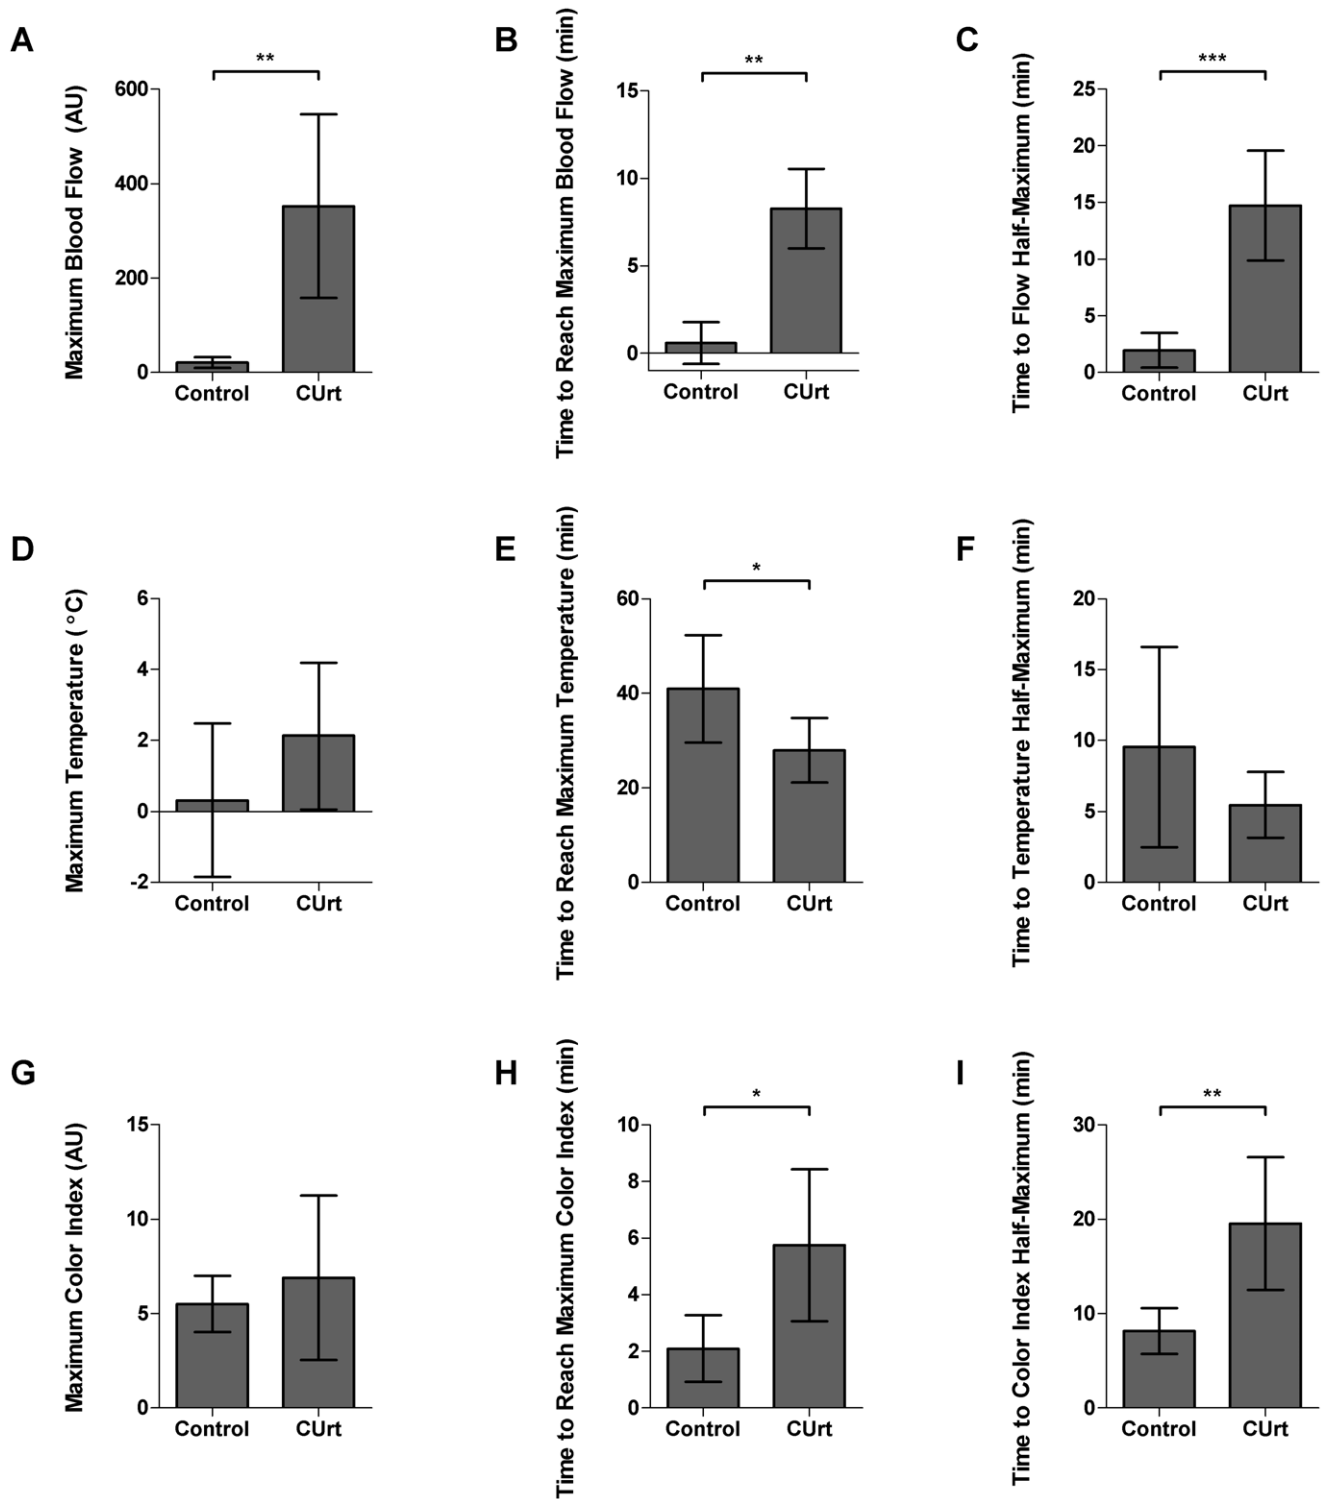 A
Maximum Blood Flow (AU)
**
600
400
200
0
Control
CUrt
B
Time to Reach Maximum Blood Flow (min)
**
15
10
5
0
Control
CUrt
C
Time to Flow Half-Maximum (min)
***
25
20
15
10
5
0
Control
CUrt
D
Maximum Temperature (°C)
6
4
2
0
-2
Control
CUrt
E
Time to Reach Maximum Temperature (min)
*
60
40
20
0
Control
CUrt
F
Time to Temperature Half-Maximum (min)
20
15
10
5
0
Control
CUrt
G
Maximum Color Index (AU)
15
10
5
0
Control
CUrt
H
Time to Reach Maximum Color Index (min)
*
10
8
6
4
2
0
Control
CUrt
I
Time to Color Index Half-Maximum (min)
**
30
20
10
0
Control
CUrt